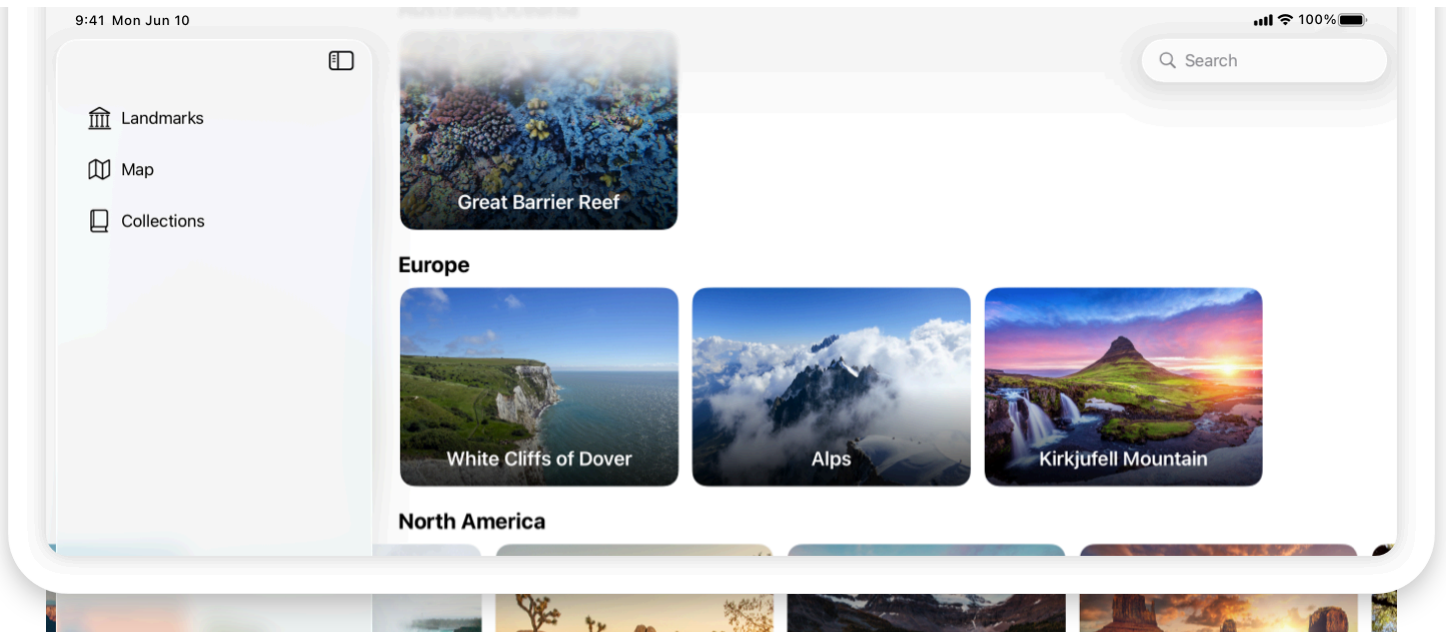 9:41 Mon Jun 10
100%
Search
Landmarks
Map
Collections
Great Barrier Reef
Europe
White Cliffs of Dover
Alps
Kirkjufell Mountain
North America